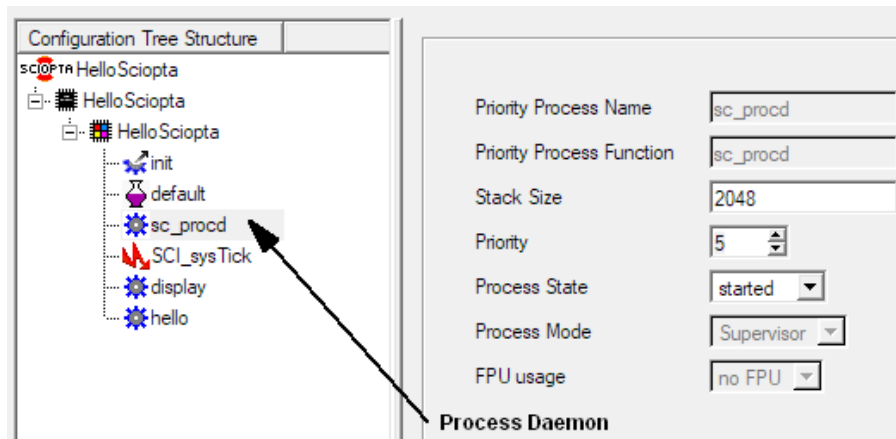 Configuration Tree Structure
SCIOPTA HelloSciopta
HelloSciopta
HelloSciopta
init
default
sc_procd
SCI_sysTick
display
hello
Priority Process Name sc_procd
Priority Process Function sc_procd
Stack Size 2048
Priority 5
Process State started
Process Mode Supervisor
FPU usage no FPU
Process Daemon